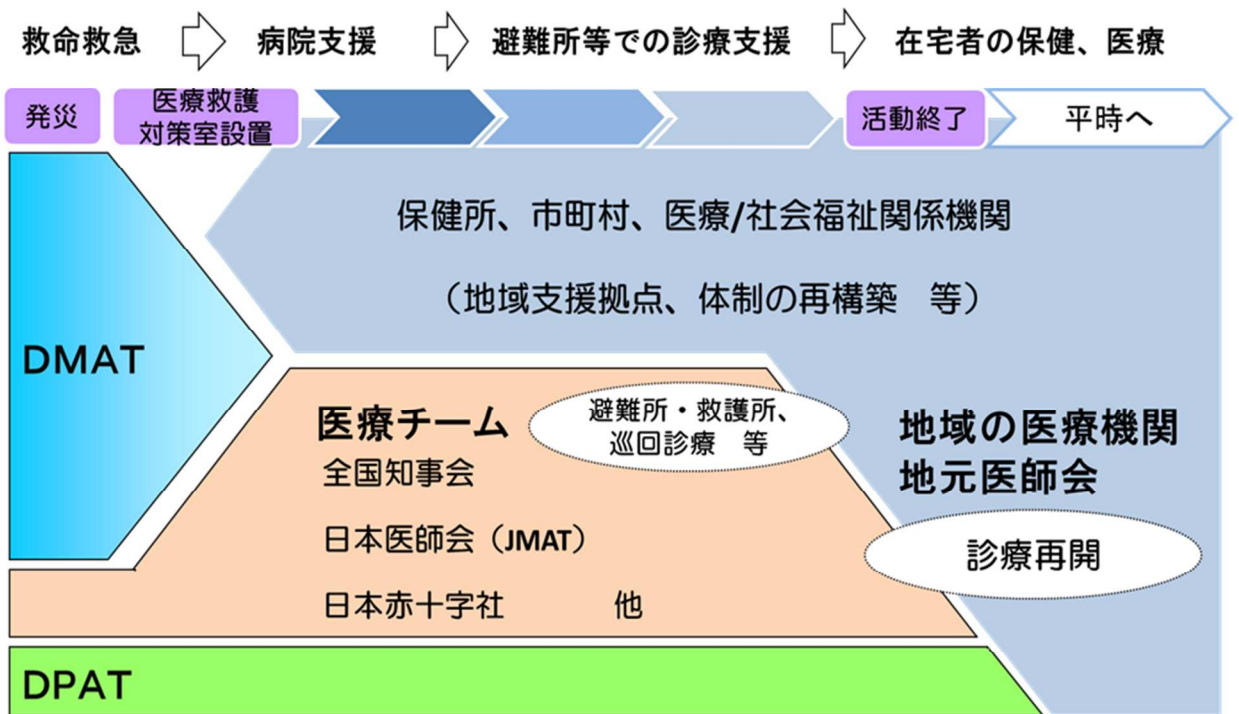 救命救急 病院支援 避難所等での診療支援 在宅者の保健、医療
発災
医療救護
対策室設置
活動終了
平時へ
保健所、市町村、医療/社会福祉関係機関
（地域支援拠点、体制の再構築　等）
DMAT
医療チーム
避難所・救護所、
巡回診療　等
全国知事会
日本医師会（JMAT）
日本赤十字社　　　他
地域の医療機関
地元医師会
診療再開
DPAT